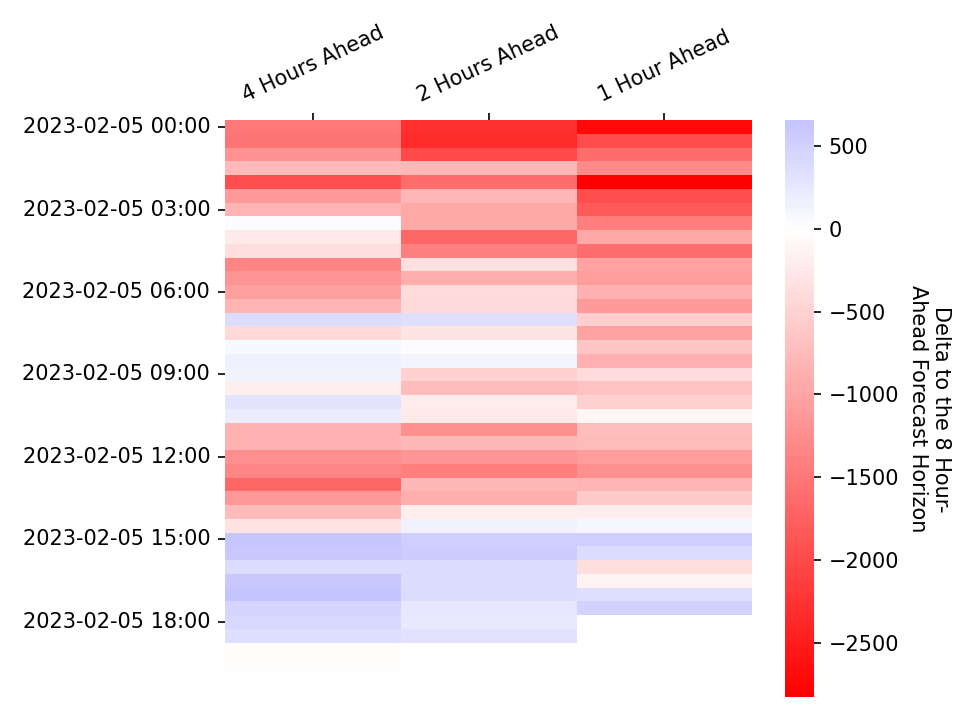 4 Hours Ahead
2 Hours Ahead
1 Hour Ahead
2023-02-05 00:00
2023-02-05 03:00
2023-02-05 06:00
2023-02-05 09:00
2023-02-05 12:00
2023-02-05 15:00
2023-02-05 18:00
500
0
−500
−1000
−1500
−2000
−2500
Delta to the 8 Hour-
Ahead Forecast Horizon